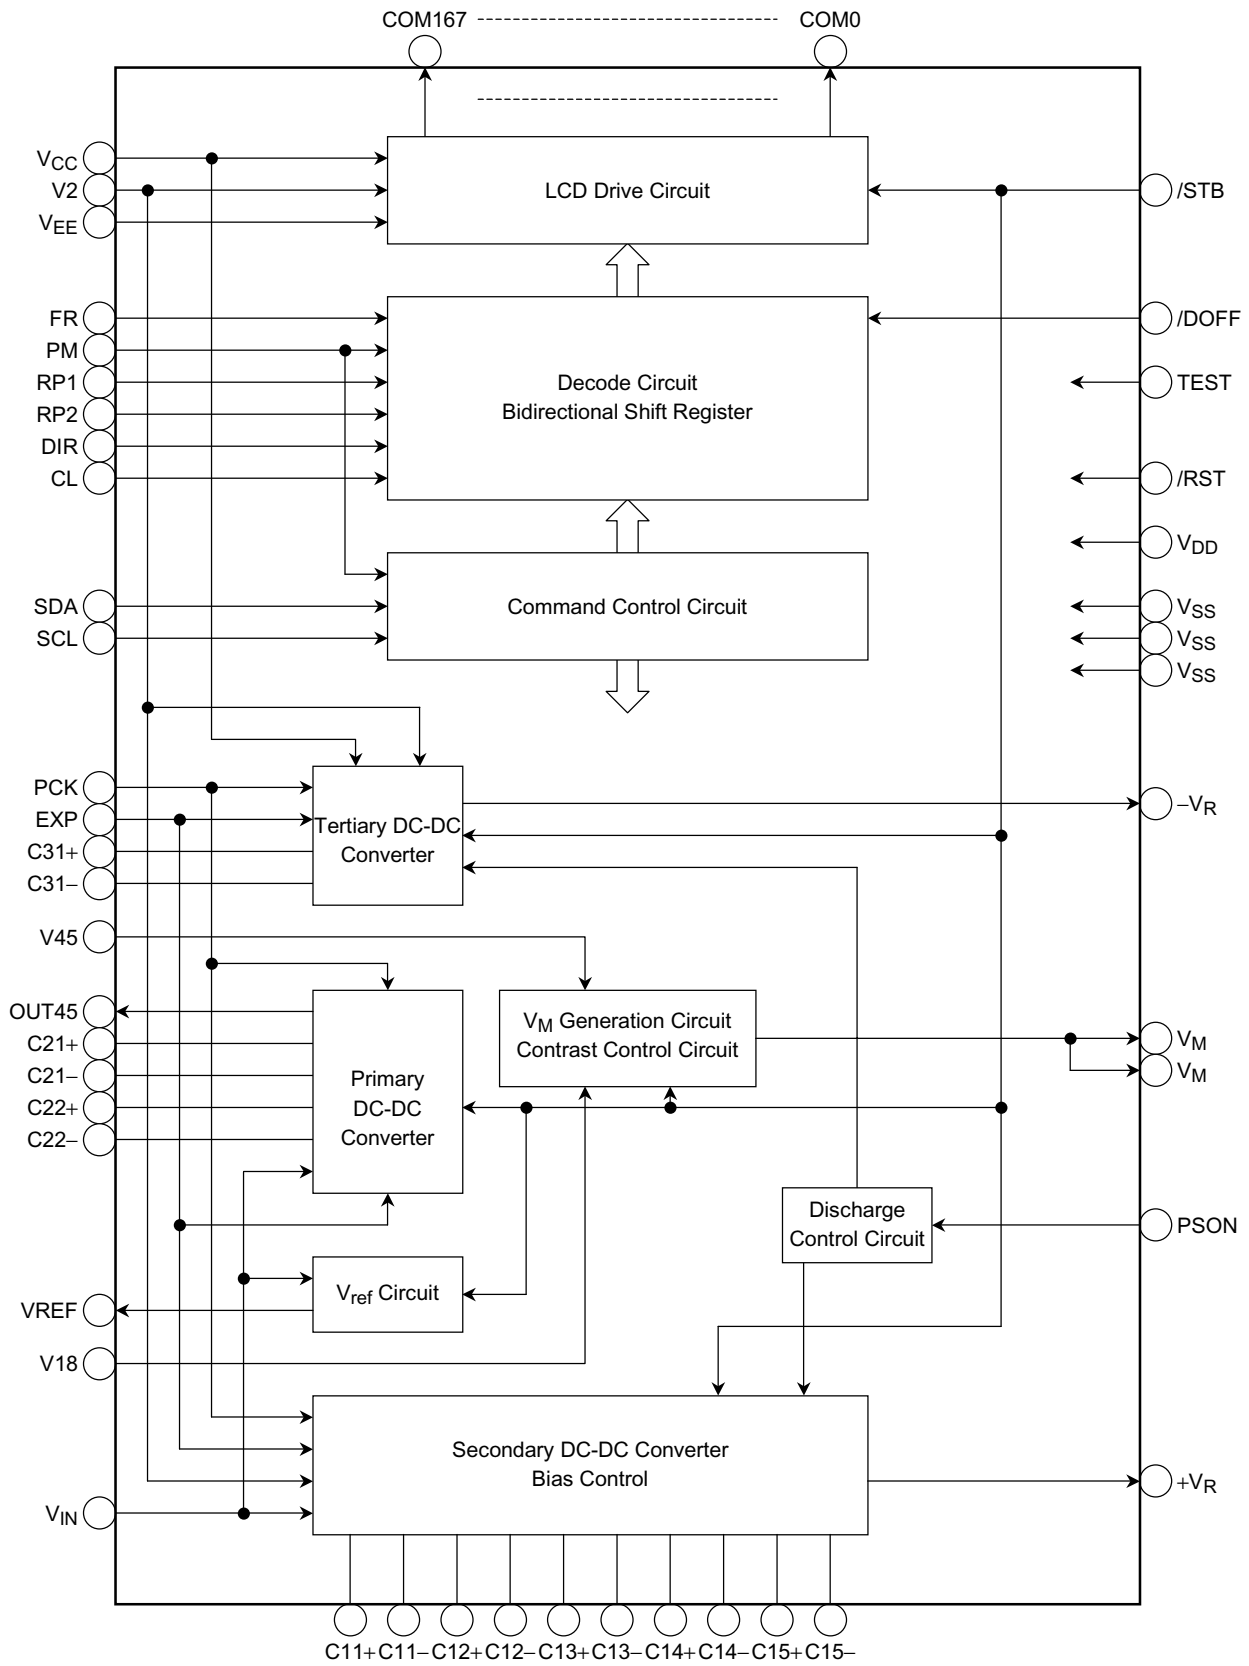 COM167
COM0
VCC
V2
VEE
LCD Drive Circuit
/STB
FR
PM
RP1
RP2
DIR
CL
Decode Circuit
Bidirectional Shift Register
/DOFF
TEST
/RST
VDD
SDA
SCL
Command Control Circuit
VSS
VSS
VSS
PCK
EXP
C31+
C31−
Tertiary DC-DC
Converter
−VR
V45
OUT45
C21+
C21−
C22+
C22−
Primary
DC-DC
Converter
VM Generation Circuit
Contrast Control Circuit
VM
VM
Discharge
Control Circuit
PSON
Vref Circuit
VREF
V18
Secondary DC-DC Converter
Bias Control
VIN
+VR
C11+ C11− C12+ C12− C13+ C13− C14+ C14− C15+ C15−